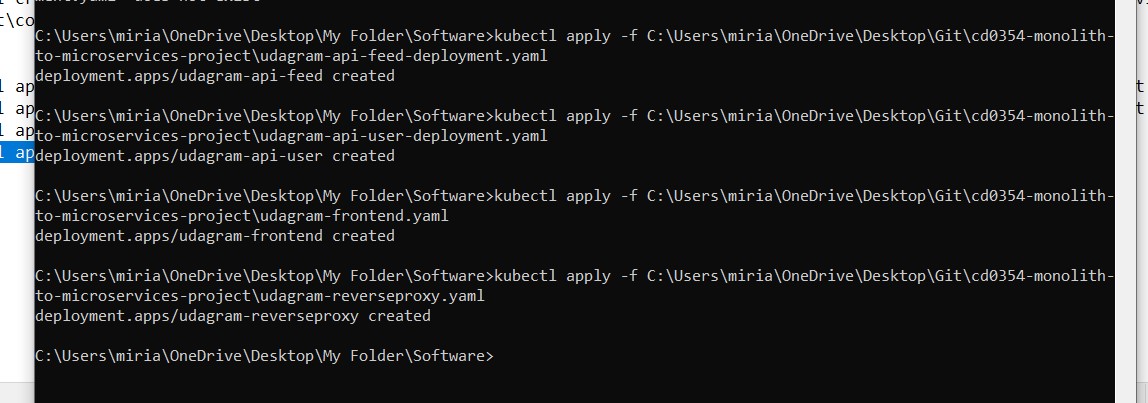 t\co
C:\Users\miria\OneDrive\Desktop\My Folder\Software>kubectl apply -f C:\Users\miria\OneDrive\Desktop\Git\cd0354-monolith-
to-microservices-project\udagram-api-feed-deployment.yaml
deployment.apps/udagram-api-feed created
l ap
C:\Users\miria\OneDrive\Desktop\My Folder\Software>kubectl apply -f C:\Users\miria\OneDrive\Desktop\Git\cd0354-monolith-
l ap
to-microservices-project\udagram-api-user-deployment.yaml
l ap
deployment.apps/udagram-api-user created
l ap
C:\Users\miria\OneDrive\Desktop\My Folder\Software>kubectl apply -f C:\Users\miria\OneDrive\Desktop\Git\cd0354-monolith-
to-microservices-project\udagram-frontend.yaml
deployment.apps/udagram-frontend created
C:\Users\miria\OneDrive\Desktop\My Folder\Software>kubectl apply -f C:\Users\miria\OneDrive\Desktop\Git\cd0354-monolith-
to-microservices-project\udagram-reverseproxy.yaml
deployment.apps/udagram-reverseproxy created
C:\Users\miria\OneDrive\Desktop\My Folder\Software>